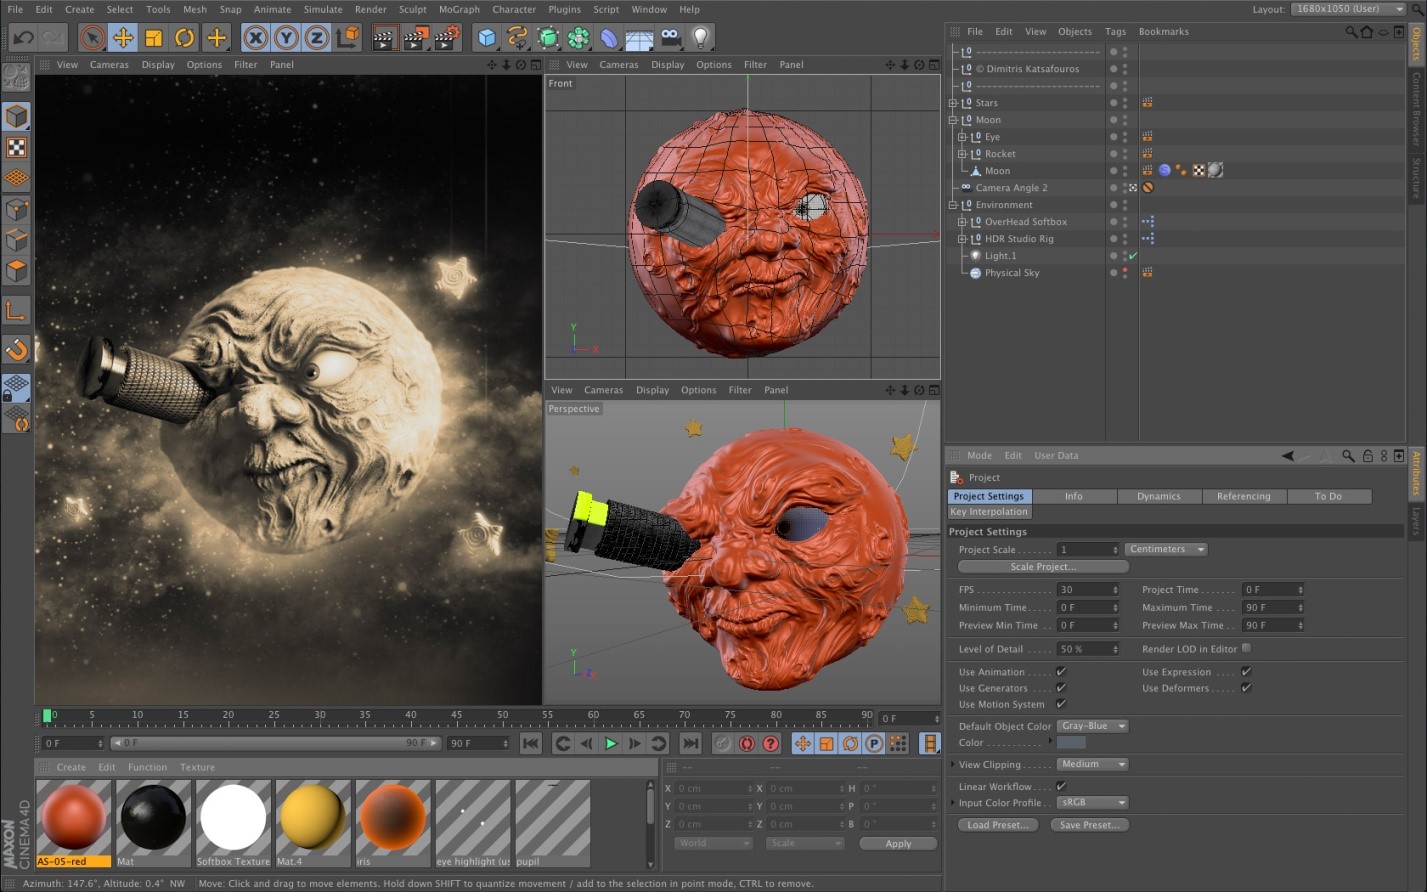 File Edit Create Select Tools Mesh Snap Animate Simulate Render Sculpt MoGraph Character Plugins Script Window Help
Layout: 1680x1050 (User)
View Cameras Display Options Filter Panel
View Cameras Display Options Filter Panel
Front
Y
X
View Cameras Display Options Filter Panel
Perspective
Y
File Edit View Objects Tags Bookmarks
© Dimitris Katsafouros
Stars
Moon
Eye
Rocket
Moon
Camera Angle 2
Environment
OverHead Softbox
HDR Studio Rig
Light.1
Physical Sky
Objects
Content Browser
Structure
Mode Edit User Data
Project
Project Settings Info Dynamics Referencing To Do
Key Interpolation
Project Settings
Project Scale 1 Centimeters
Scale Project...
FPS 30 Project Time 0 F
Minimum Time 0 F Maximum Time 90 F
Preview Min Time 0 F Preview Max Time 90 F
Level of Detail 50 % Render LOD in Editor
Use Animation Use Expression
Use Generators Use Deformers
Use Motion System
Default Object Color Gray-Blue
Color
View Clipping Medium
Linear Workflow
Input Color Profile sRGB
Load Preset... Save Preset...
Attributes
Layers
0 5 10 15 20 25 30 35 40 45 50 55 60 65 70 75 80 85 90 0 F
0 F 0 F 90 F 90 F
Create Edit Function Texture
AS-05-red Mat Softbox Texture Mat.4 iris eye highlight (us pupil
-- -- --
X 0 cm X 0 cm H 0 °
Y 0 cm Y 0 cm P 0 °
Z 0 cm Z 0 cm B 0 °
World Scale Apply
MAXON
CINEMA 4D
Azimuth: 147.6°, Altitude: 0.4° NW Move: Click and drag to move elements. Hold down SHIFT to quantize movement / add to the selection in point mode, CTRL to remove.